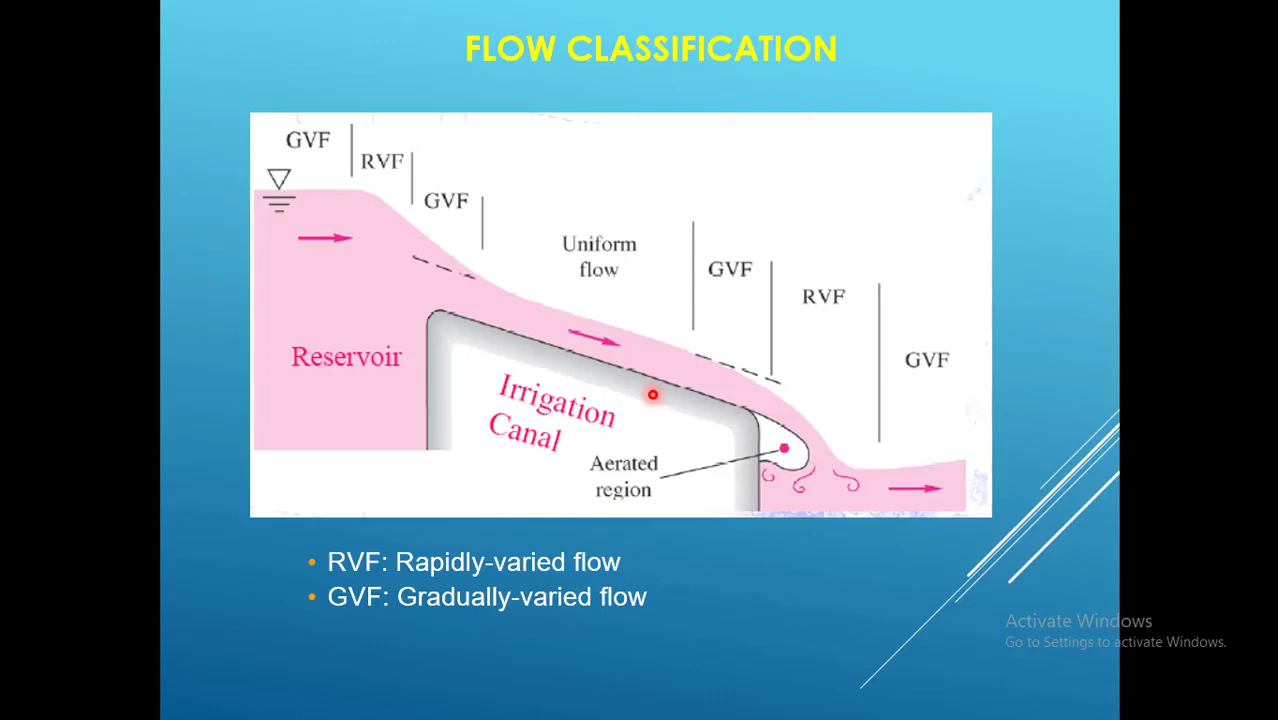 FLOW CLASSIFICATION
GVF
RVF
GVF
Uniform
flow
GVF
RVF
GVF
Reservoir
Irrigation
Canal
Aerated
region
• RVF: Rapidly-varied flow
• GVF: Gradually-varied flow
Activate Windows
Go to Settings to activate Windows.